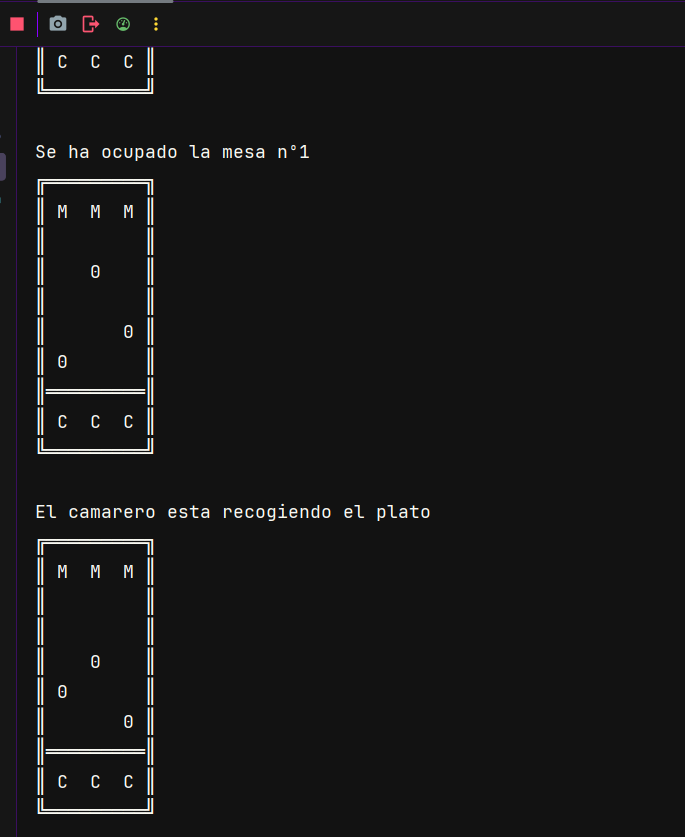 ║ C  C  C ║
╚═════════╝
Se ha ocupado la mesa n°1
╔═════════╗
║ M  M  M ║
║         ║
║    0    ║
║         ║
║       0 ║
║ 0       ║
║═════════║
║ C  C  C ║
╚═════════╝
El camarero esta recogiendo el plato
╔═════════╗
║ M  M  M ║
║         ║
║         ║
║    0    ║
║ 0       ║
║       0 ║
║═════════║
║ C  C  C ║
╚═════════╝